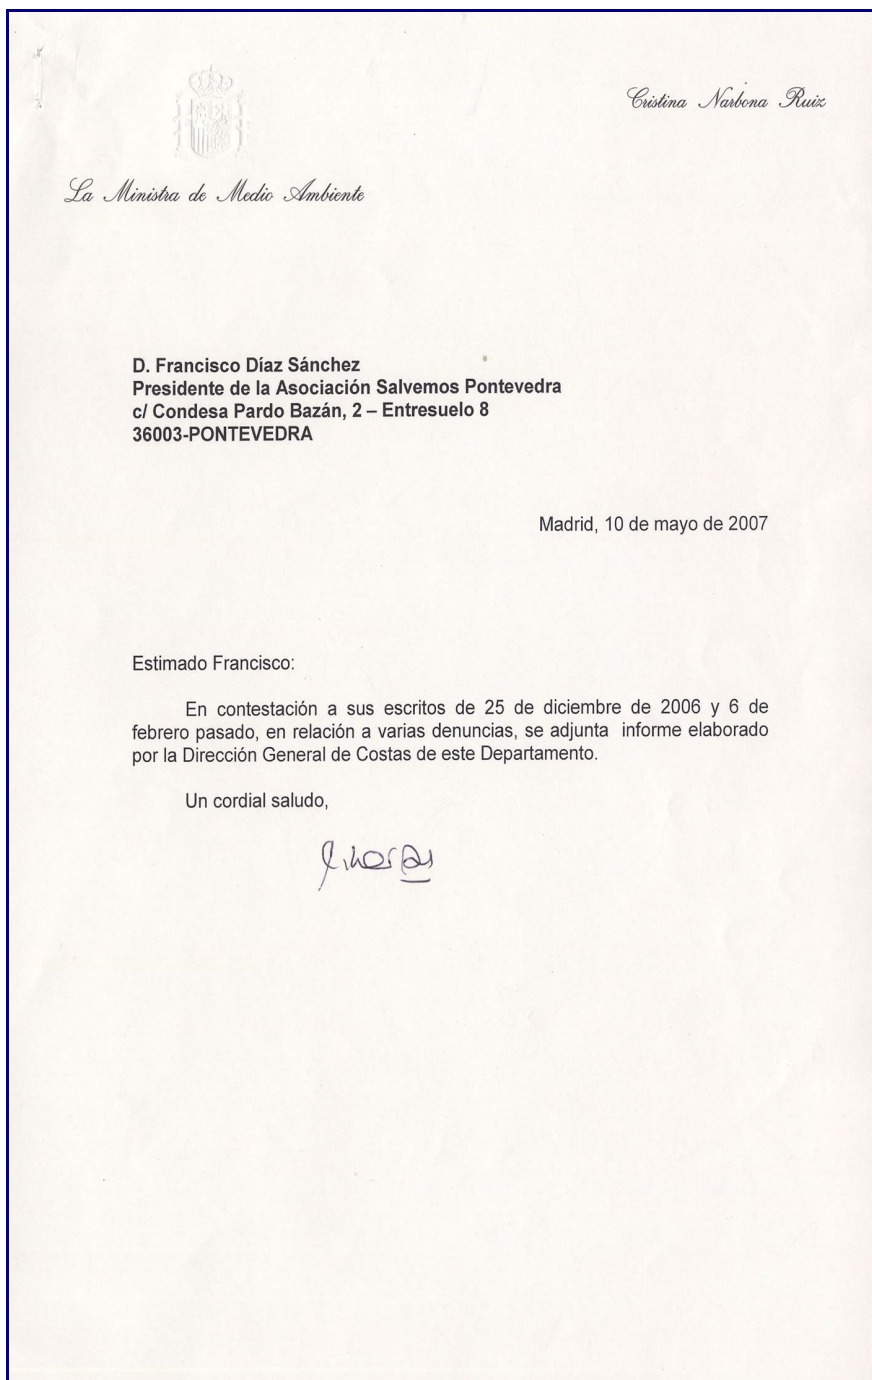 Cristina Narbona Ruiz
La Ministra de Medio Ambiente
D. Francisco Díaz Sánchez
Presidente de la Asociación Salvemos Pontevedra
c/ Condesa Pardo Bazán, 2 – Entresuelo 8
36003-PONTEVEDRA
Madrid, 10 de mayo de 2007
Estimado Francisco:
En contestación a sus escritos de 25 de diciembre de 2006 y 6 de
febrero pasado, en relación a varias denuncias, se adjunta informe elaborado
por la Dirección General de Costas de este Departamento.
Un cordial saludo,